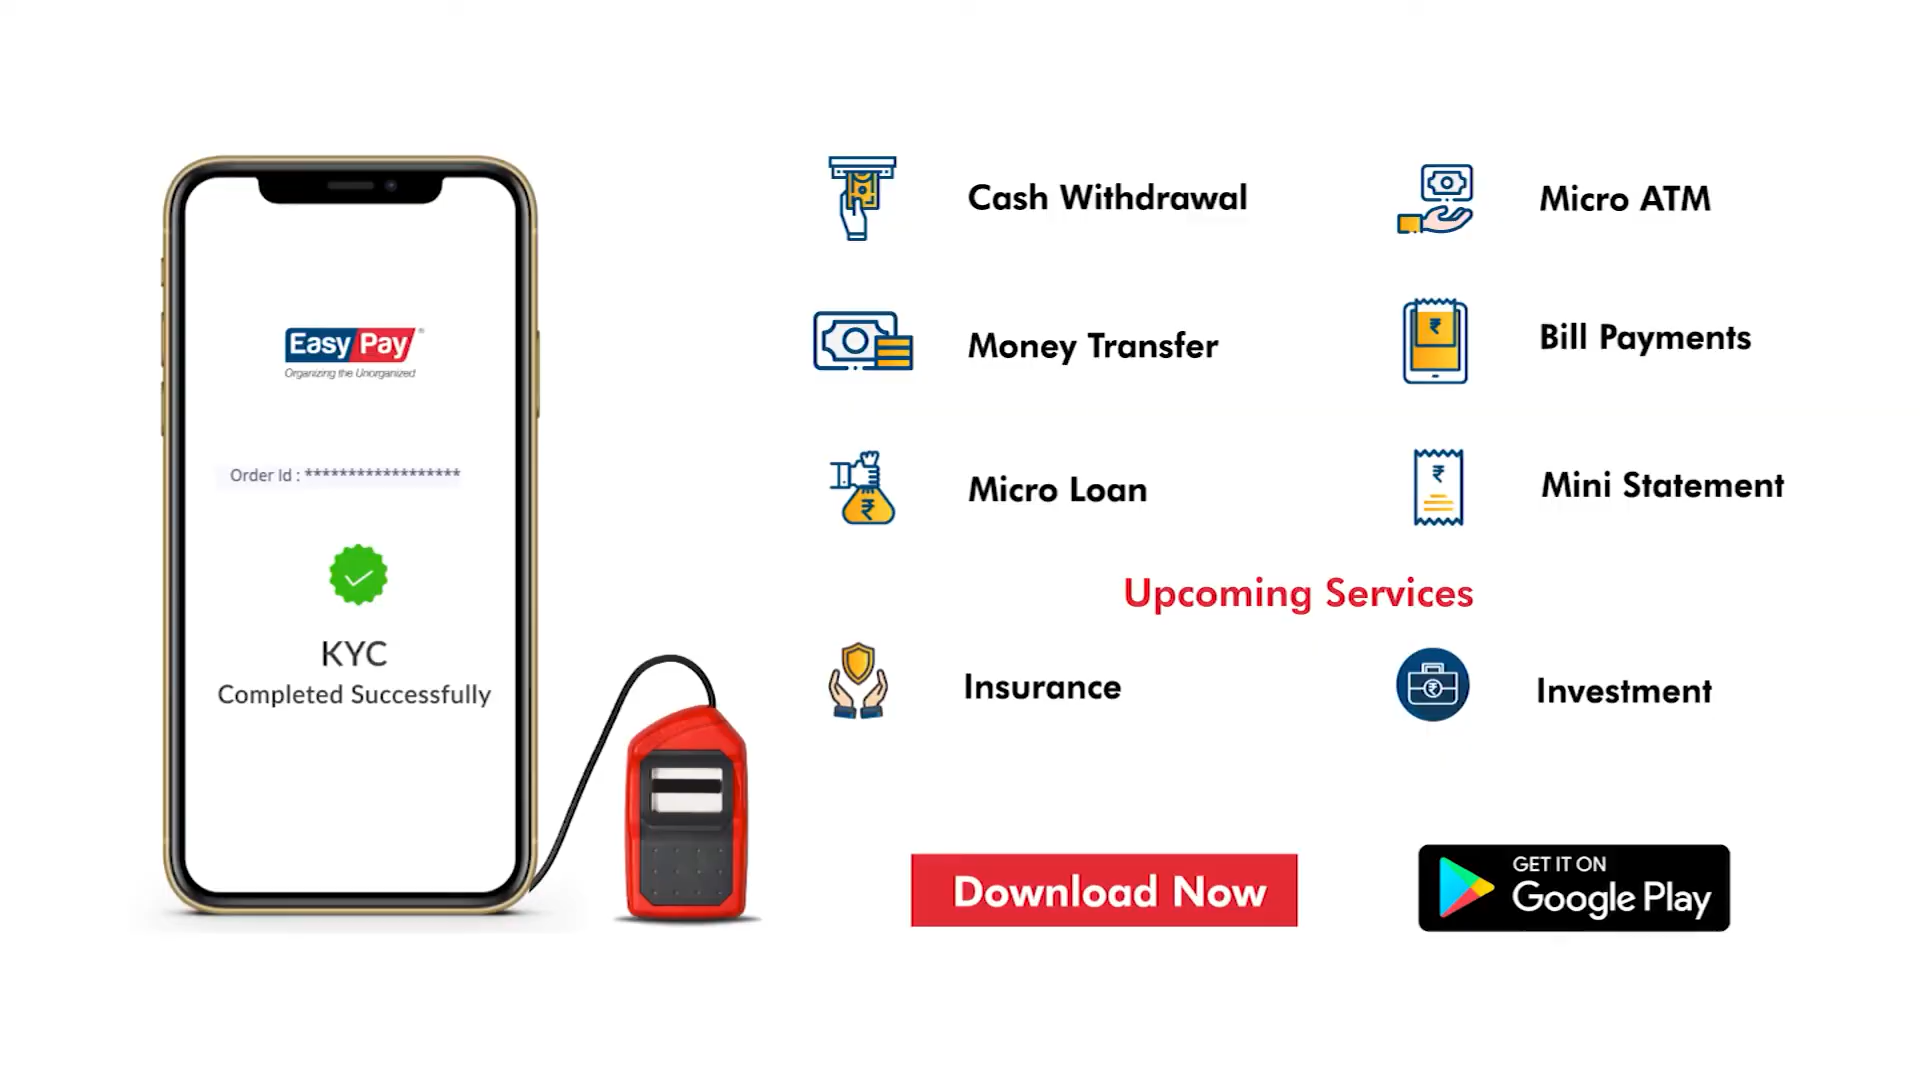 Easy Pay®
Organizing the Unorganized
Order Id : ******************
KYC
Completed Successfully
Cash Withdrawal
Micro ATM
Money Transfer
Bill Payments
Micro Loan
Mini Statement
Upcoming Services
Insurance
Investment
Download Now
GET IT ON
Google Play